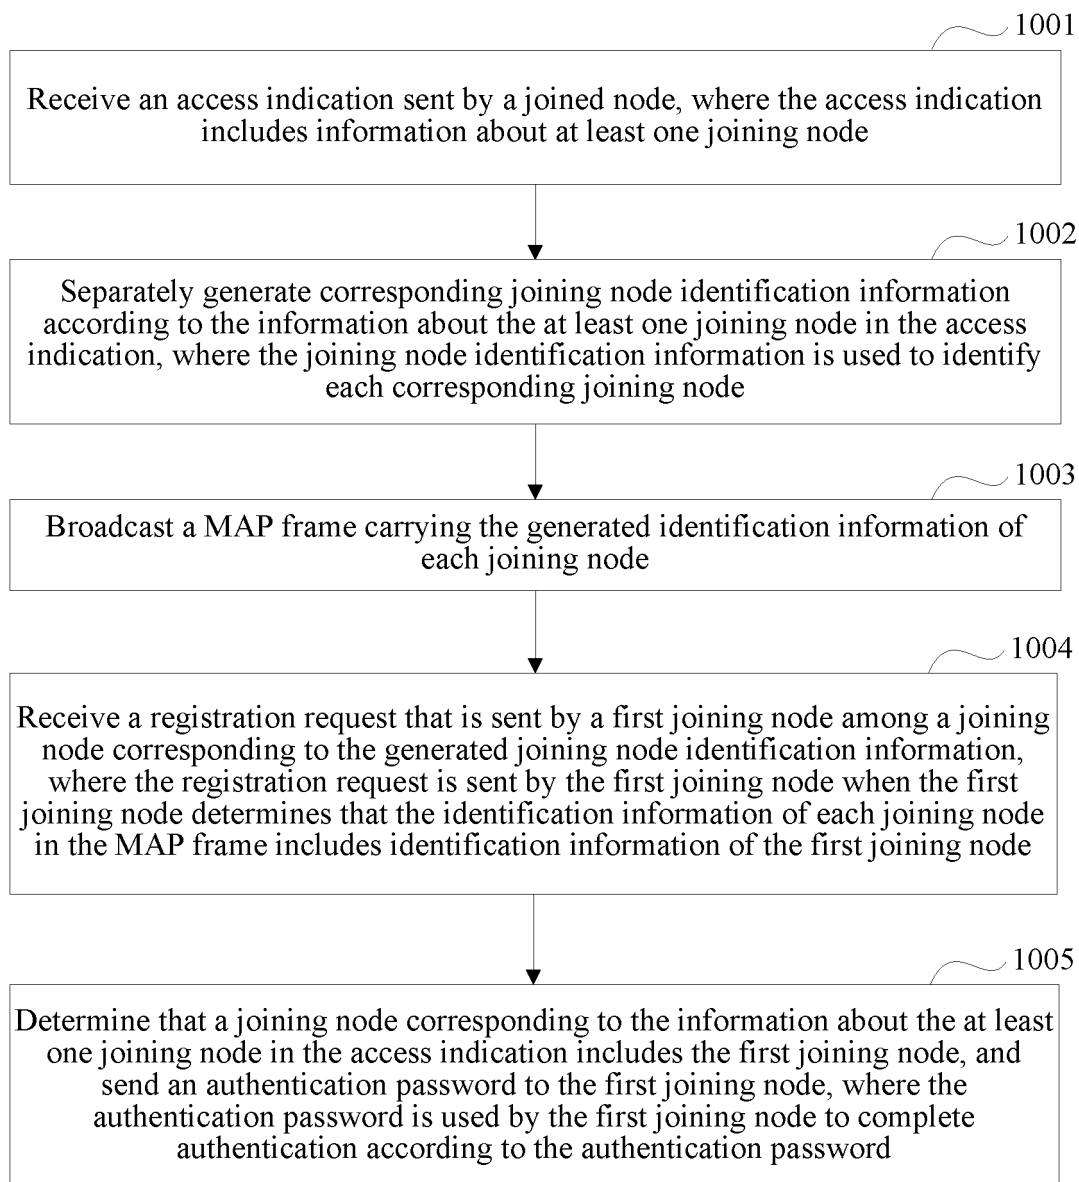 1001
Receive an access indication sent by a joined node, where the access indication
includes information about at least one joining node
1002
Separately generate corresponding joining node identification information
according to the information about the at least one joining node in the access
indication, where the joining node identification information is used to identify
each corresponding joining node
1003
Broadcast a MAP frame carrying the generated identification information of
each joining node
1004
Receive a registration request that is sent by a first joining node among a joining
node corresponding to the generated joining node identification information,
where the registration request is sent by the first joining node when the first
joining node determines that the identification information of each joining node
in the MAP frame includes identification information of the first joining node
1005
Determine that a joining node corresponding to the information about the at least
one joining node in the access indication includes the first joining node, and
send an authentication password to the first joining node, where the
authentication password is used by the first joining node to complete
authentication according to the authentication password